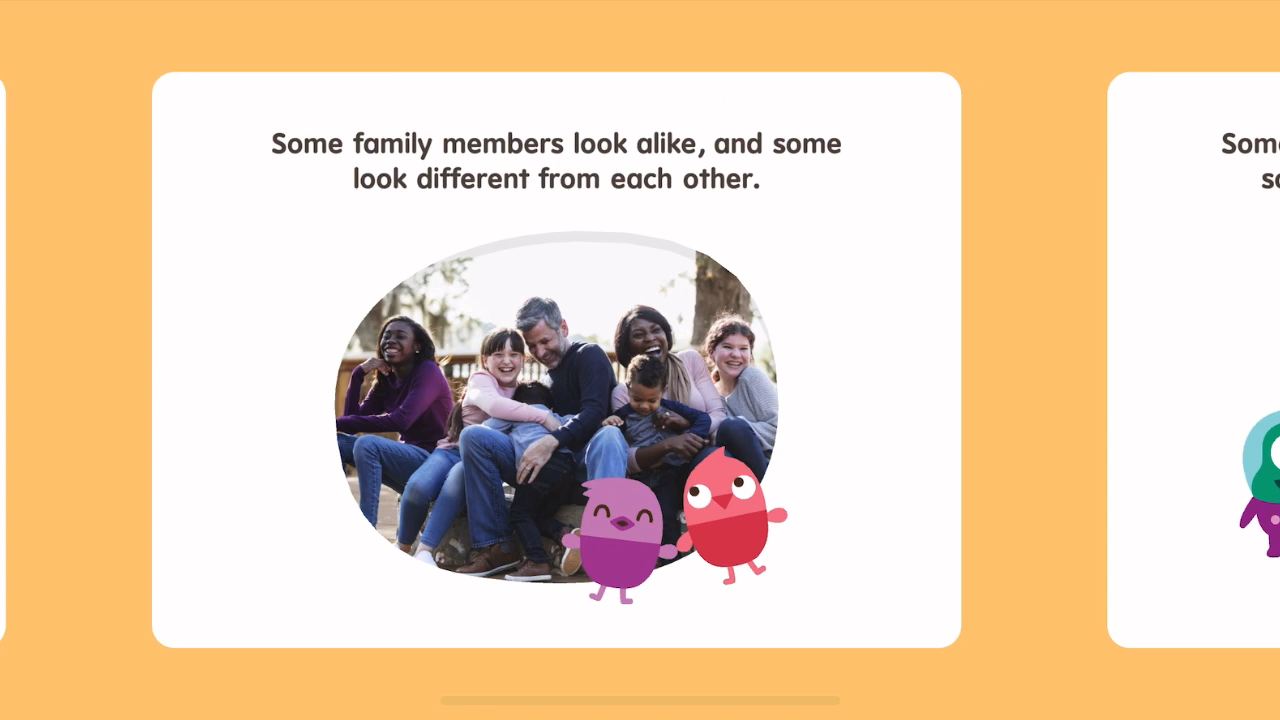 Some family members look alike, and some
look different from each other.